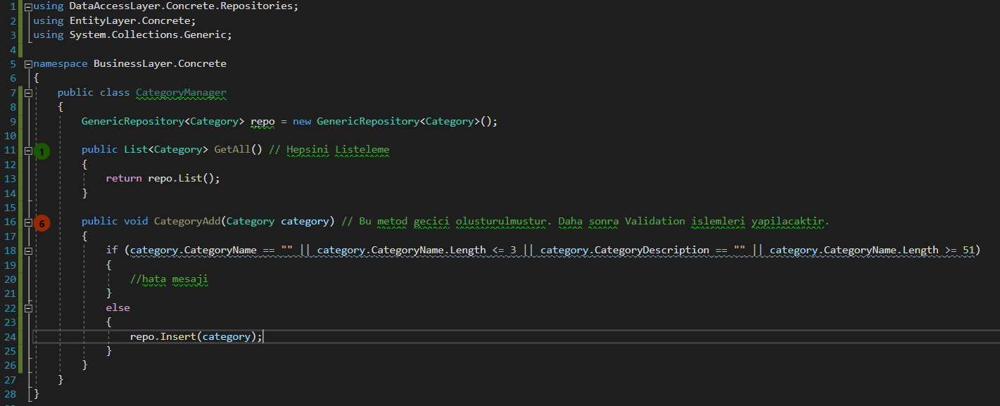 1 using DataAccessLayer.Concrete.Repositories;
2 using EntityLayer.Concrete;
3 using System.Collections.Generic;
4
5 namespace BusinessLayer.Concrete
6 {
7 public class CategoryManager
8 {
9 GenericRepository<Category> repo = new GenericRepository<Category>();
10
11 1 public List<Category> GetAll() // Hepsini Listeleme
12 {
13 return repo.List();
14 }
15
16 6 public void CategoryAdd(Category category) // Bu metod gecici olusturulmustur. Daha sonra Validation islemleri yapilacaktir.
17 {
18 if (category.CategoryName == "" || category.CategoryName.Length <= 3 || category.CategoryDescription == "" || category.CategoryName.Length >= 51)
19 {
20 //hata mesaji
21 }
22 else
23 {
24 repo.Insert(category);
25 }
26 }
27 }
28 }